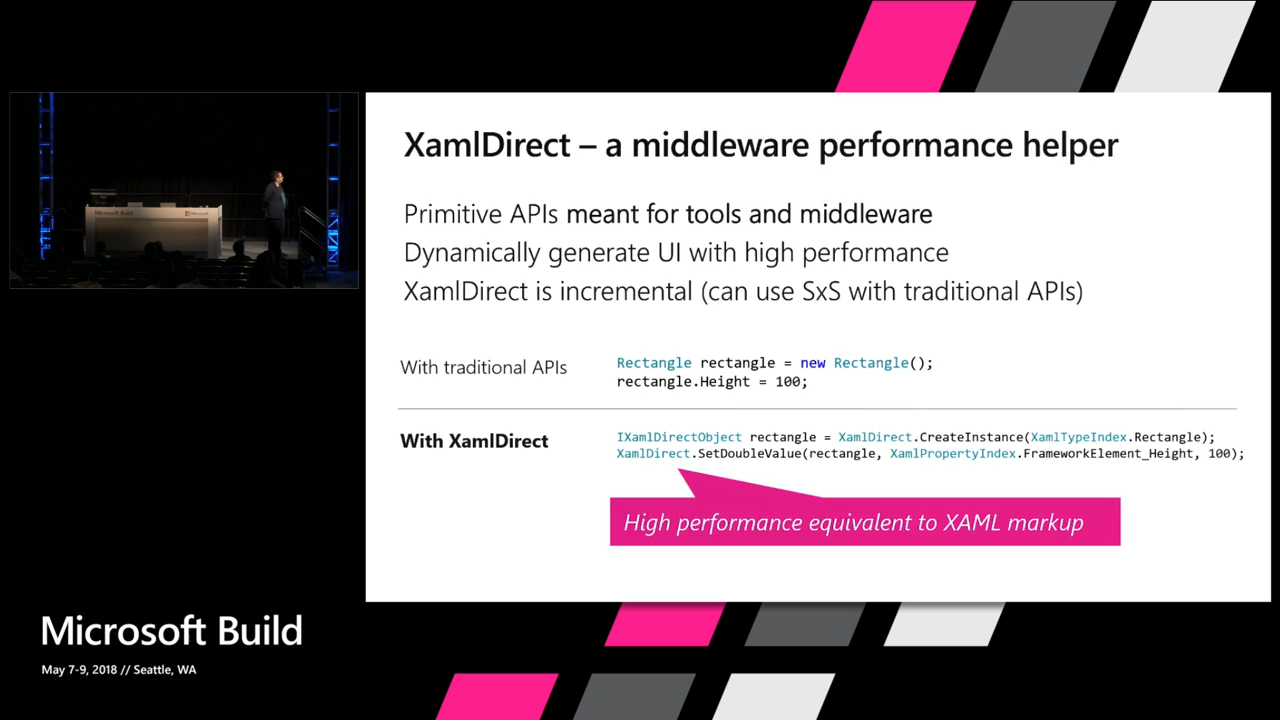 XamlDirect – a middleware performance helper
Primitive APIs meant for tools and middleware
Dynamically generate UI with high performance
XamlDirect is incremental (can use SxS with traditional APIs)
With traditional APIs
Rectangle rectangle = new Rectangle();
rectangle.Height = 100;
With XamlDirect
IXamlDirectObject rectangle = XamlDirect.CreateInstance(XamlTypeIndex.Rectangle);
XamlDirect.SetDoubleValue(rectangle, XamlPropertyIndex.FrameworkElement_Height, 100);
High performance equivalent to XAML markup
Microsoft Build
Microsoft
Microsoft Build
May 7-9, 2018 // Seattle, WA